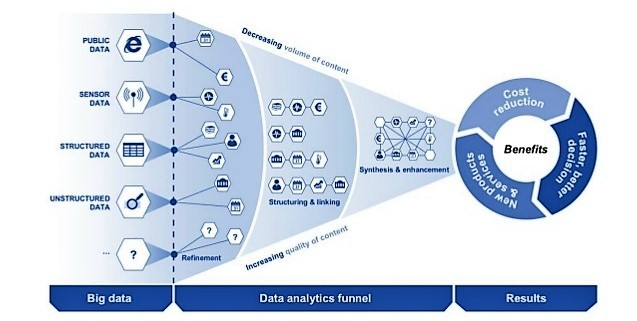 PUBLIC
DATA
SENSOR
DATA
STRUCTURED
DATA
UNSTRUCTURED
DATA
...
?
Decreasing volume of content
€
?
?
Refinement
€
Structuring & linking
?
Synthesis & enhancement
Increasing quality of content
Cost
reduction
Faster, better
decision
New products
& services
Benefits
Big data
Data analytics funnel
Results